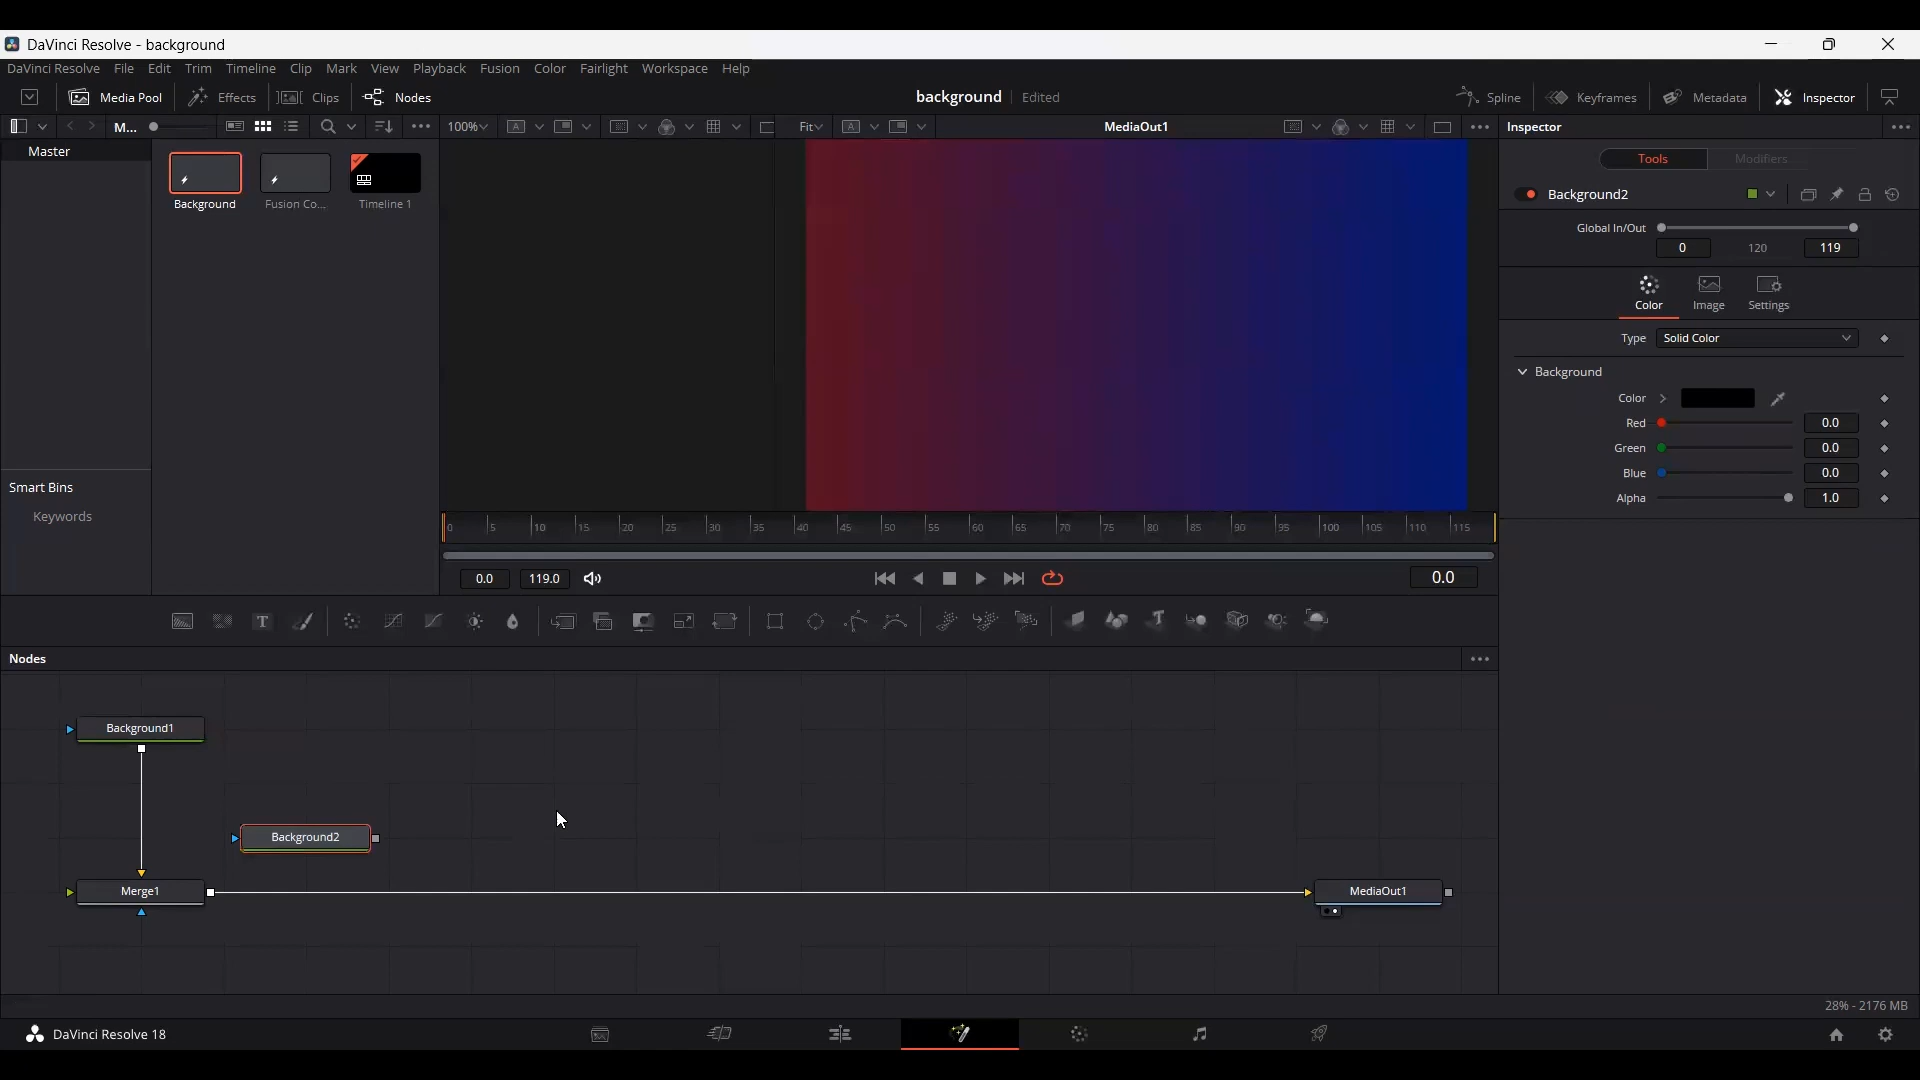 DaVinci Resolve - background
DaVinci Resolve File Edit Trim Timeline Clip Mark View Playback Fusion Color Fairlight Workspace Help
Media Pool Effects Clips Nodes background Edited Spline Keyframes Metadata Inspector
M... 100% Fit MediaOut1 Inspector
Master
Tools Modifiers
Background Fusion Co... Timeline 1
Background2
Global In/Out
0 120 119
Color Image Settings
Type Solid Color
Background
Color
Red 0.0
Green 0.0
Blue 0.0
Alpha 1.0
Smart Bins
Keywords
0 5 10 15 20 25 30 35 40 45 50 55 60 65 70 75 80 85 90 95 100 105 110 115
0.0 119.0 0.0
T
Nodes
Background1
Background2
Merge1 MediaOut1
28% - 2176 MB
DaVinci Resolve 18